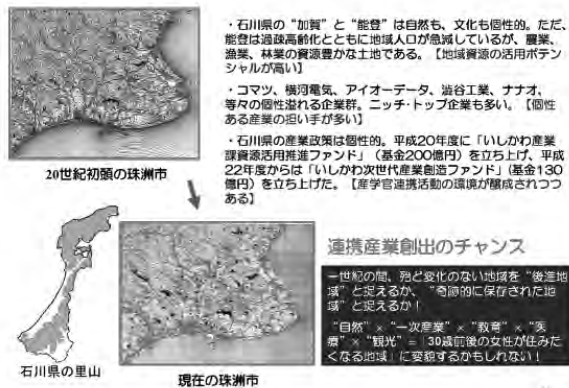 ・石川県の“加賀”と“能登”は自然も、文化も個性的。ただ、
能登は過疎高齢化とともに地域人口が急減しているが、農業、
漁業、林業の資源豊かな土地である。【地域資源の活用ポテン
シャルが高い】
・コマツ、横河電気、アイオーデータ、澁谷工業、ナナオ、
等々の個性溢れる企業群。ニッチ・トップ企業も多い。【個性
ある産業の担い手が多い】
・石川県の産業政策は個性的。平成20年度に「いしかわ産業
課資源活用推進ファンド」（基金200億円）を立ち上げ、平成
22年度からは「いしかわ次世代産業創造ファンド」（基金130
億円）を立ち上げた。【産学官連携活動の環境が醸成されつつ
ある】
20世紀初頭の珠洲市
連携産業創出のチャンス
一世紀の間、殆ど変化のない地域を“後進地
域”と捉えるか、“奇跡的に保存された地
域”と捉えるか！
“自然”×“一次産業”×“教育”×“医
療”×“観光”＝「30歳前後の女性が住みた
くなる地域」に変貌するかもしれない！
石川県の里山
現在の珠洲市